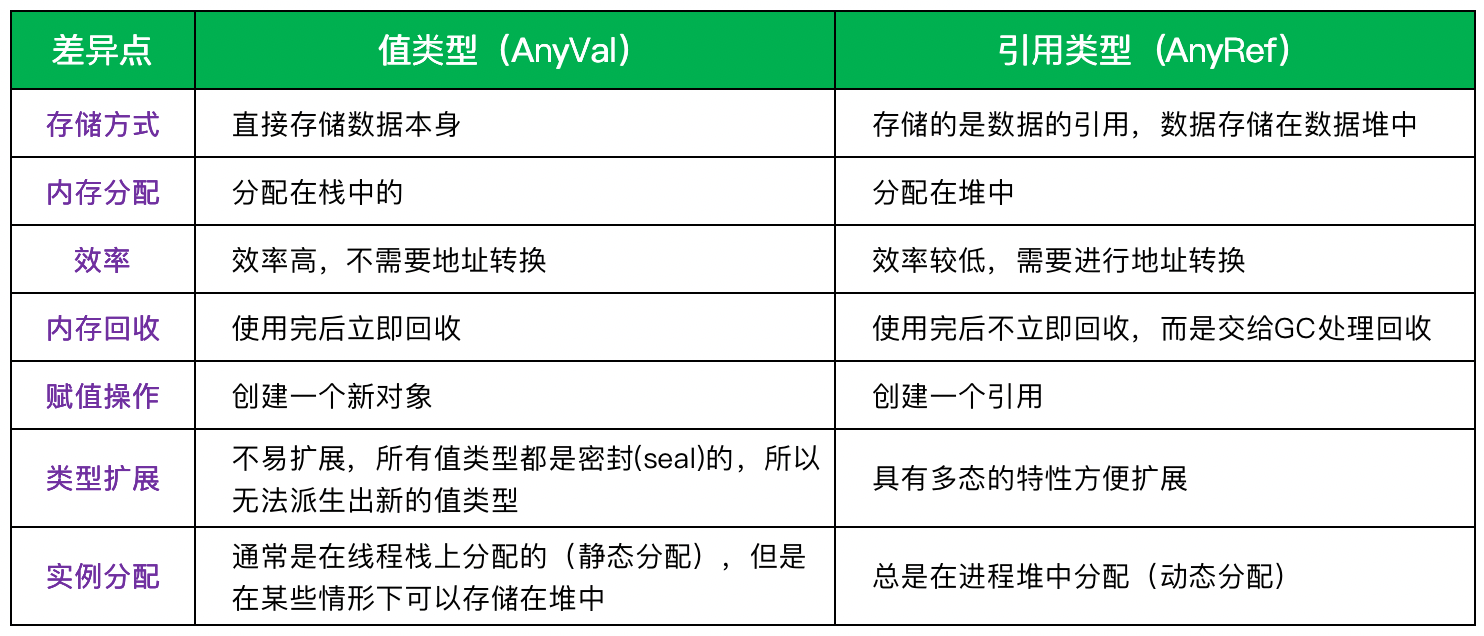 差异点 值类型（AnyVal） 引用类型（AnyRef）
存储方式 直接存储数据本身 存储的是数据的引用，数据存储在数据堆中
内存分配 分配在栈中的 分配在堆中
效率 效率高，不需要地址转换 效率较低，需要进行地址转换
内存回收 使用完后立即回收 使用完后不立即回收，而是交给GC处理回收
赋值操作 创建一个新对象 创建一个引用
类型扩展 不易扩展，所有值类型都是密封(seal)的，所以
无法派生出新的值类型 具有多态的特性方便扩展
实例分配 通常是在线程栈上分配的（静态分配），但是
在某些情形下可以存储在堆中 总是在进程堆中分配（动态分配）